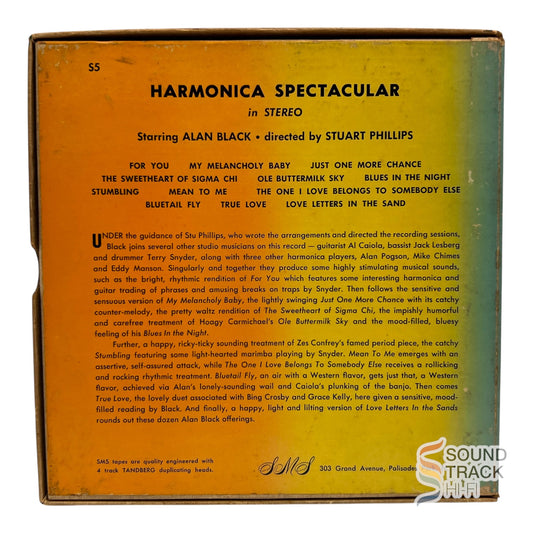 S5
HARMONICA SPECTACULAR
in STEREO
Starring ALAN BLACK • directed by STUART PHILLIPS
FOR YOU MY MELANCHOLY BABY JUST ONE MORE CHANCE
THE SWEETHEART OF SIGMA CHI OLE BUTTERMILK SKY BLUES IN THE NIGHT
STUMBLING MEAN TO ME THE ONE I LOVE BELONGS TO SOMEBODY ELSE
BLUETAIL FLY TRUE LOVE LOVE LETTERS IN THE SAND
UNDER the guidance of Stu Phillips, who wrote the arrangements and directed the recording sessions,
Black joins several other studio musicians on this record — guitarist Al Caiola, bassist Jack Lesberg
and drummer Terry Snyder, along with three other harmonica players, Alan Pogson, Mike Chimes
and Eddy Manson. Singularly and together they produce some highly stimulating musical sounds,
such as the bright, rhythmic rendition of For You which includes some interesting harmonica and
guitar trading of phrases and amusing breaks on traps by Snyder. Then follows the sensitive and
sensuous version of My Melancholy Baby, the lightly swinging Just One More Chance with its catchy
counter-melody, the pretty waltz rendition of The Sweetheart of Sigma Chi, the impishly humorful
and carefree treatment of Hoagy Carmichael's Ole Buttermilk Sky and the mood-filled, bluesy
feeling of his Blues In the Night.
Further, a happy, ricky-ticky sounding treatment of Zes Confrey's famed period piece, the catchy
Stumbling featuring some light-hearted marimba playing by Snyder. Mean To Me emerges with an
assertive, self-assured attack, while The One I Love Belongs To Somebody Else receives a rollicking
and rocking rhythmic treatment. Bluetail Fly, an air with a Western flavor, gets just that, a Western
flavor, achieved via Alan's lonely-sounding wail and Caiola's plunking of the banjo. Then comes
True Love, the lovely duet associated with Bing Crosby and Grace Kelly, here given a sensitive, mood-
filled reading by Black. And finally, a happy, light and lilting version of Love Letters In the Sands
rounds out these dozen Alan Black offerings.
SMS tapes are quality engineered with
4 track TANDBERG duplicating heads.
SMS
303 Grand Avenue, Palisades
SOUND
TRACK
HI-FI